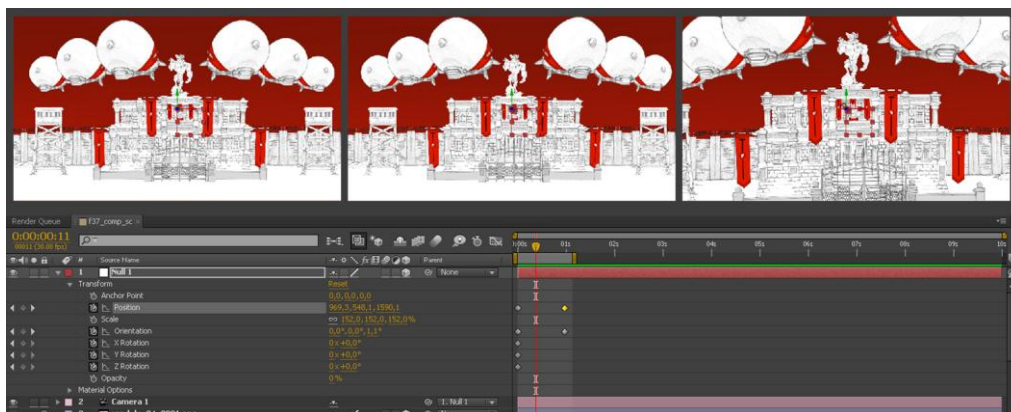 Render Queue f37_comp_sc
0:00:00:11
00011 (30.00 fps)
0:00s 01s 02s 03s 04s 05s 06s 07s 08s 09s 10s
# Source Name Parent
1 Null 1 None
Transform Reset
Anchor Point 0,0,0,0,0,0
Position 969,3,548,1,1590,1
Scale 152,0,152,0,152,0%
Orientation 0,0°,0,0°,1,1°
X Rotation 0x+0,0°
Y Rotation 0x+0,0°
Z Rotation 0x+0,0°
Opacity 0%
Material Options
2 Camera 1 1. Null 1